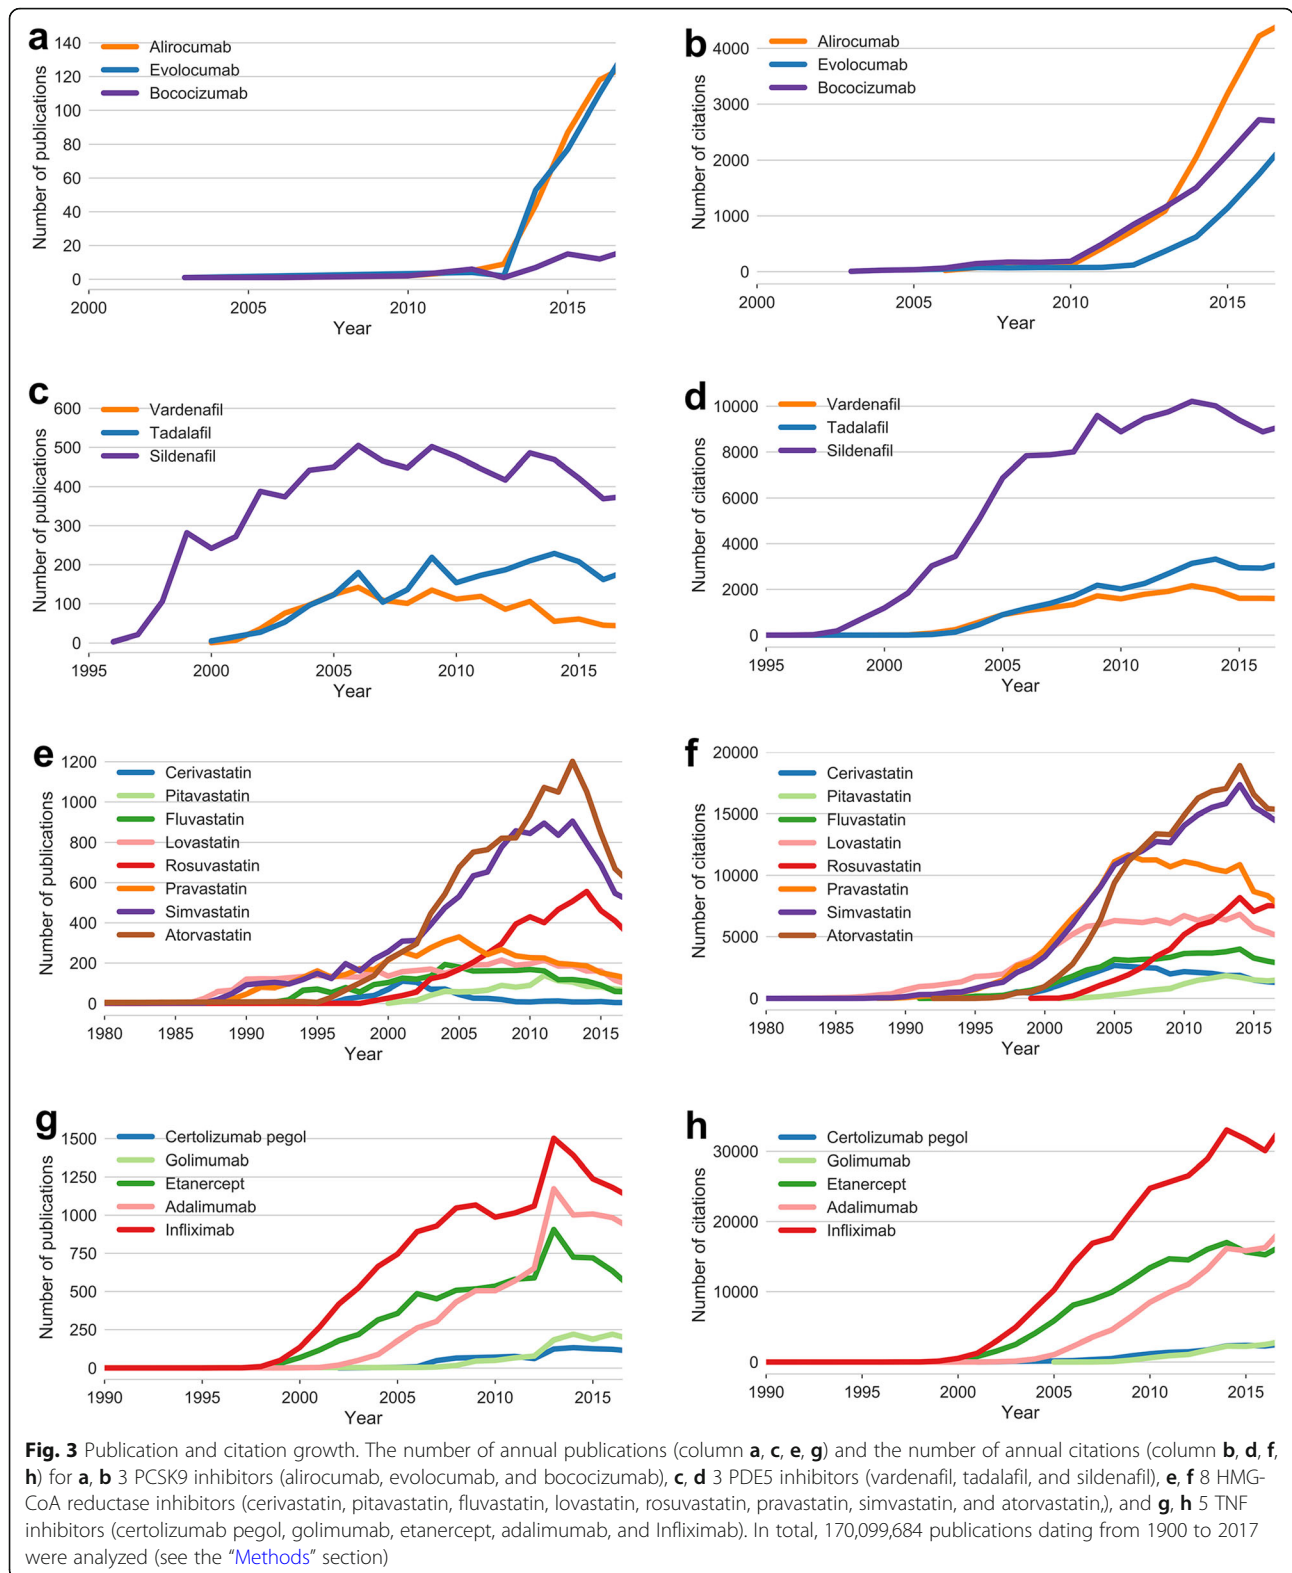 a
140
120
100
80
60
40
20
0
Number of publications
Alirocumab
Evolocumab
Bococizumab
2000 2005 2010 2015
Year
b
4000
3000
2000
1000
0
Number of citations
Alirocumab
Evolocumab
Bococizumab
2000 2005 2010 2015
Year
c
600
500
400
300
200
100
0
Number of publications
Vardenafil
Tadalafil
Sildenafil
1995 2000 2005 2010 2015
Year
d
10000
8000
6000
4000
2000
0
Number of citations
Vardenafil
Tadalafil
Sildenafil
1995 2000 2005 2010 2015
Year
e
1200
1000
800
600
400
200
0
Number of publications
Cerivastatin
Pitavastatin
Fluvastatin
Lovastatin
Rosuvastatin
Pravastatin
Simvastatin
Atorvastatin
1980 1985 1990 1995 2000 2005 2010 2015
Year
f
20000
15000
10000
5000
0
Number of citations
Cerivastatin
Pitavastatin
Fluvastatin
Lovastatin
Rosuvastatin
Pravastatin
Simvastatin
Atorvastatin
1980 1985 1990 1995 2000 2005 2010 2015
Year
g
1500
1250
1000
750
500
250
0
Number of publications
Certolizumab pegol
Golimumab
Etanercept
Adalimumab
Infliximab
1990 1995 2000 2005 2010 2015
Year
h
30000
20000
10000
0
Number of citations
Certolizumab pegol
Golimumab
Etanercept
Adalimumab
Infliximab
1990 1995 2000 2005 2010 2015
Year
Fig. 3 Publication and citation growth. The number of annual publications (column a, c, e, g) and the number of annual citations (column b, d, f,
h) for a, b 3 PCSK9 inhibitors (alirocumab, evolocumab, and bococizumab), c, d 3 PDE5 inhibitors (vardenafil, tadalafil, and sildenafil), e, f 8 HMG-
CoA reductase inhibitors (cerivastatin, pitavastatin, fluvastatin, lovastatin, rosuvastatin, pravastatin, simvastatin, and atorvastatin,), and g, h 5 TNF
inhibitors (certolizumab pegol, golimumab, etanercept, adalimumab, and Infliximab). In total, 170,099,684 publications dating from 1900 to 2017
were analyzed (see the “Methods” section)